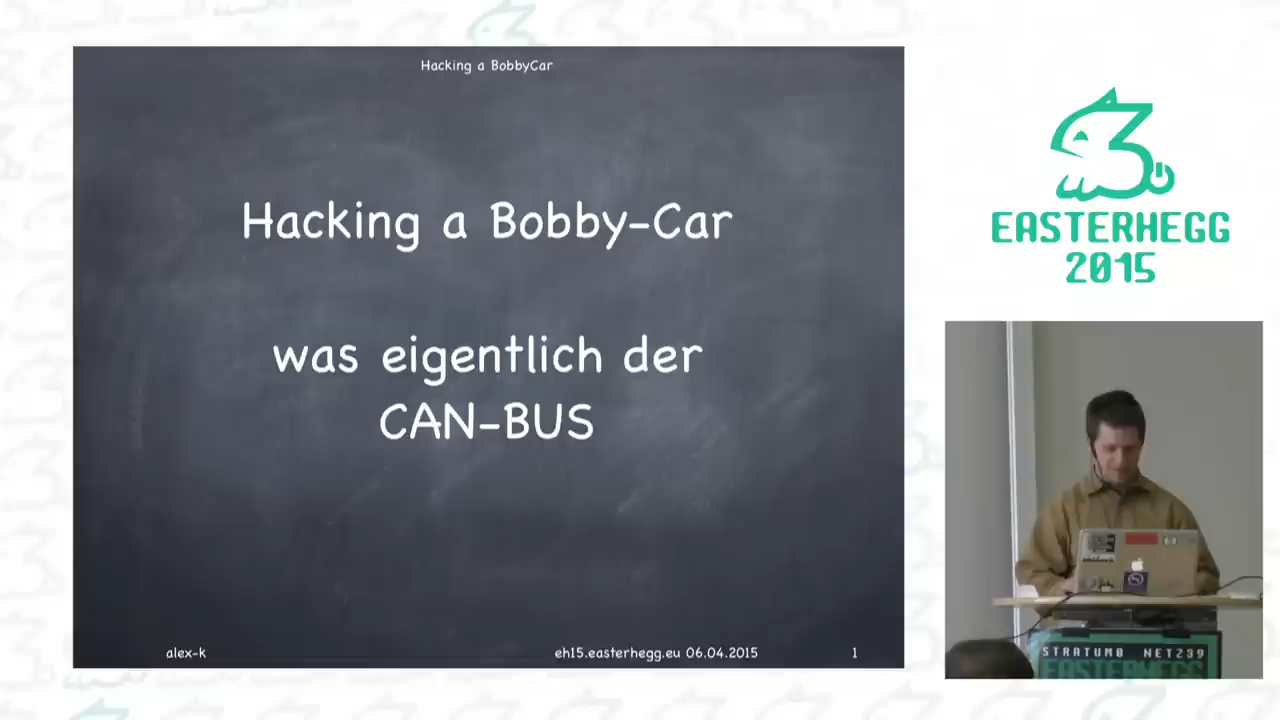 Hacking a BobbyCar
Hacking a Bobby-Car
was eigentlich der
CAN-BUS
alex-k
eh15.easterhegg.eu 06.04.2015
1
EASTERHEGG
2015
STRATUM0 NET239
EASTERHEGG